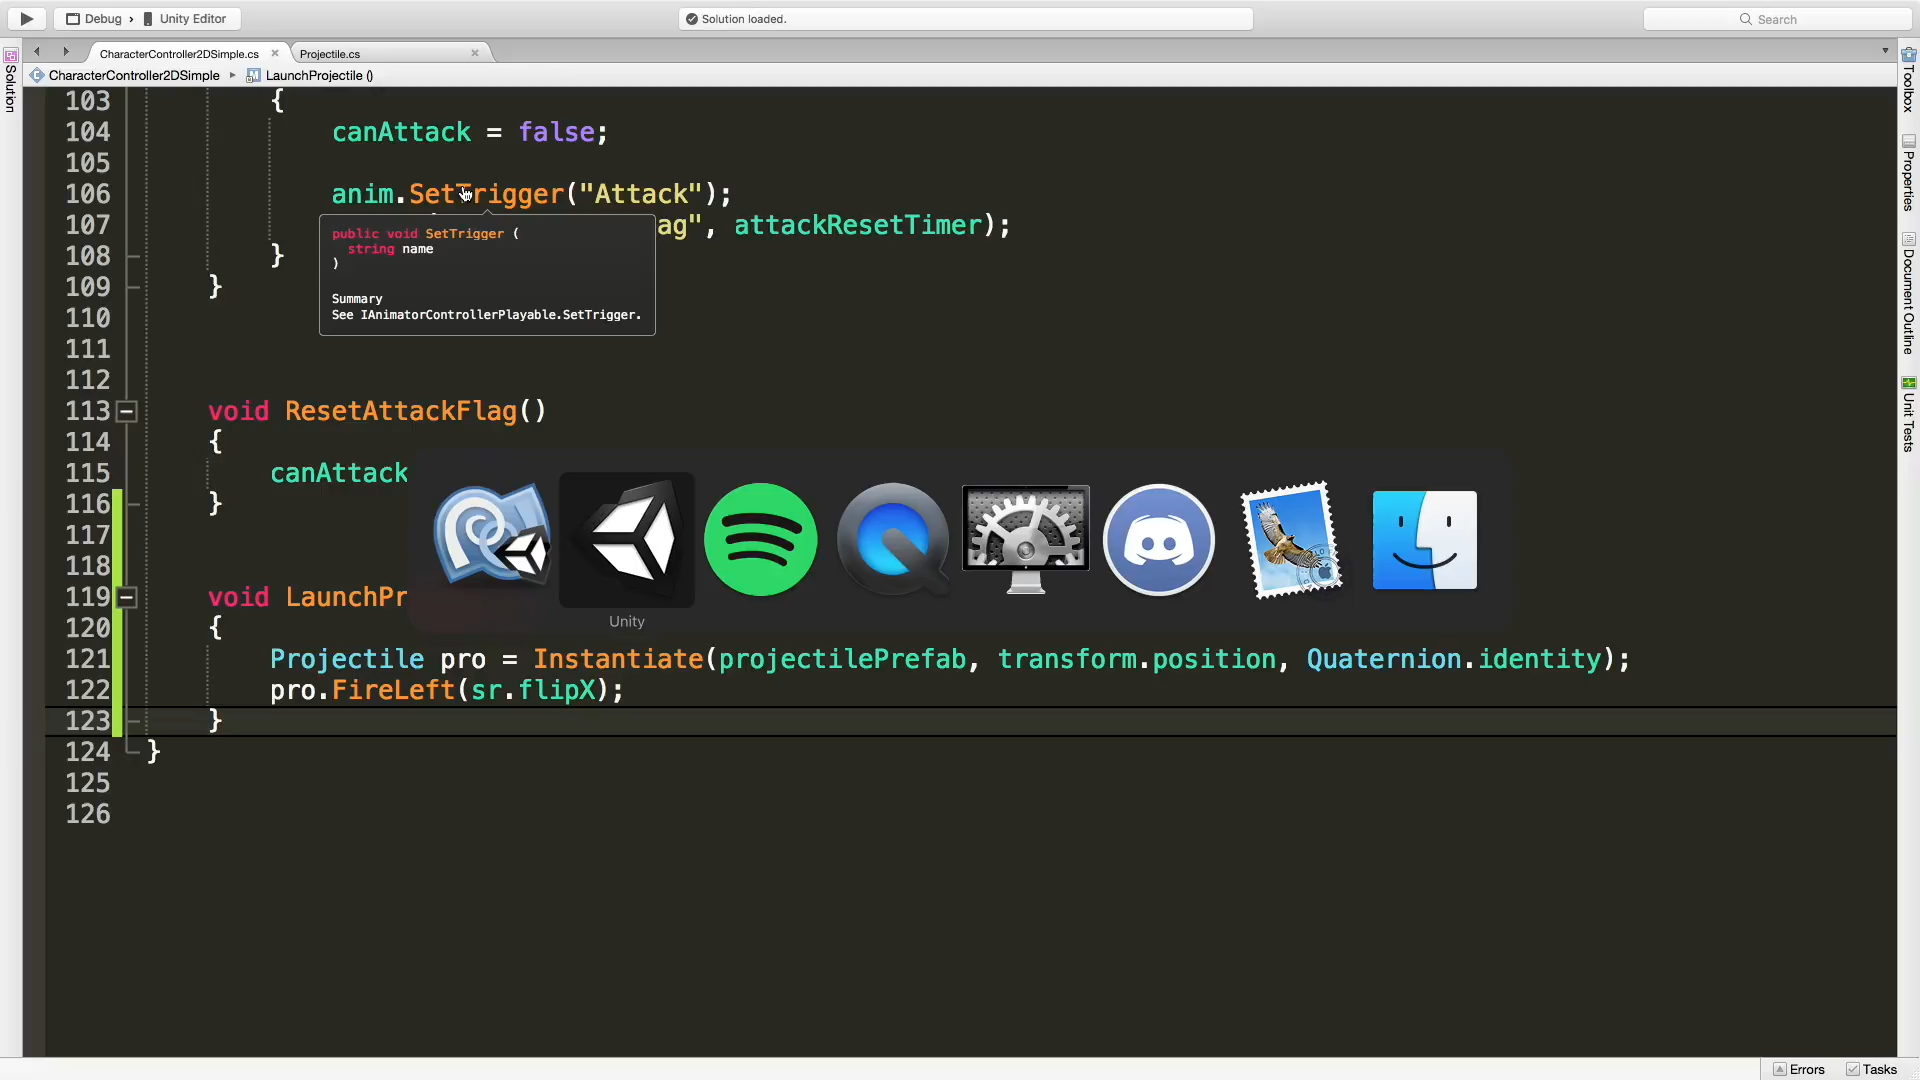 Debug › Unity Editor
Solution loaded.
Search
CharacterController2DSimple.cs
Projectile.cs
CharacterController2DSimple
LaunchProjectile ()
Solution
Toolbox
Properties
Document Outline
Unit Tests
103 {
104 canAttack = false;
105
106 anim.SetTrigger("Attack");
107 ag", attackResetTimer);
108 }
109 }
110
111
112
113 void ResetAttackFlag()
114 {
115 canAttack
116 }
117
118
119 void LaunchPr
120 {
121 Projectile pro = Instantiate(projectilePrefab, transform.position, Quaternion.identity);
122 pro.FireLeft(sr.flipX);
123 }
124 }
125
126
public void SetTrigger (
string name
)
Summary
See IAnimatorControllerPlayable.SetTrigger.
Unity
Errors
Tasks